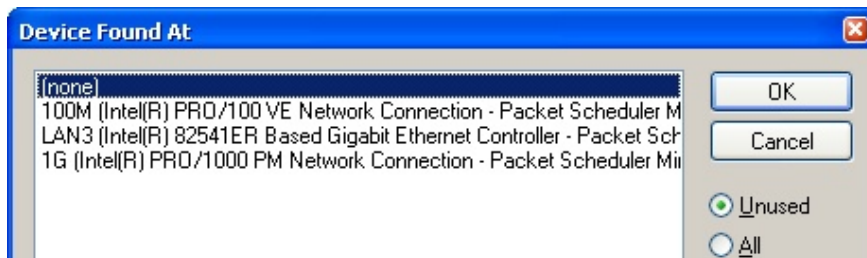 Device Found At
(none)
100M (Intel(R) PRO/100 VE Network Connection - Packet Scheduler M
LAN3 (Intel(R) 82541ER Based Gigabit Ethernet Controller - Packet Sch
1G (Intel(R) PRO/1000 PM Network Connection - Packet Scheduler Mii
OK
Cancel
Unused
All